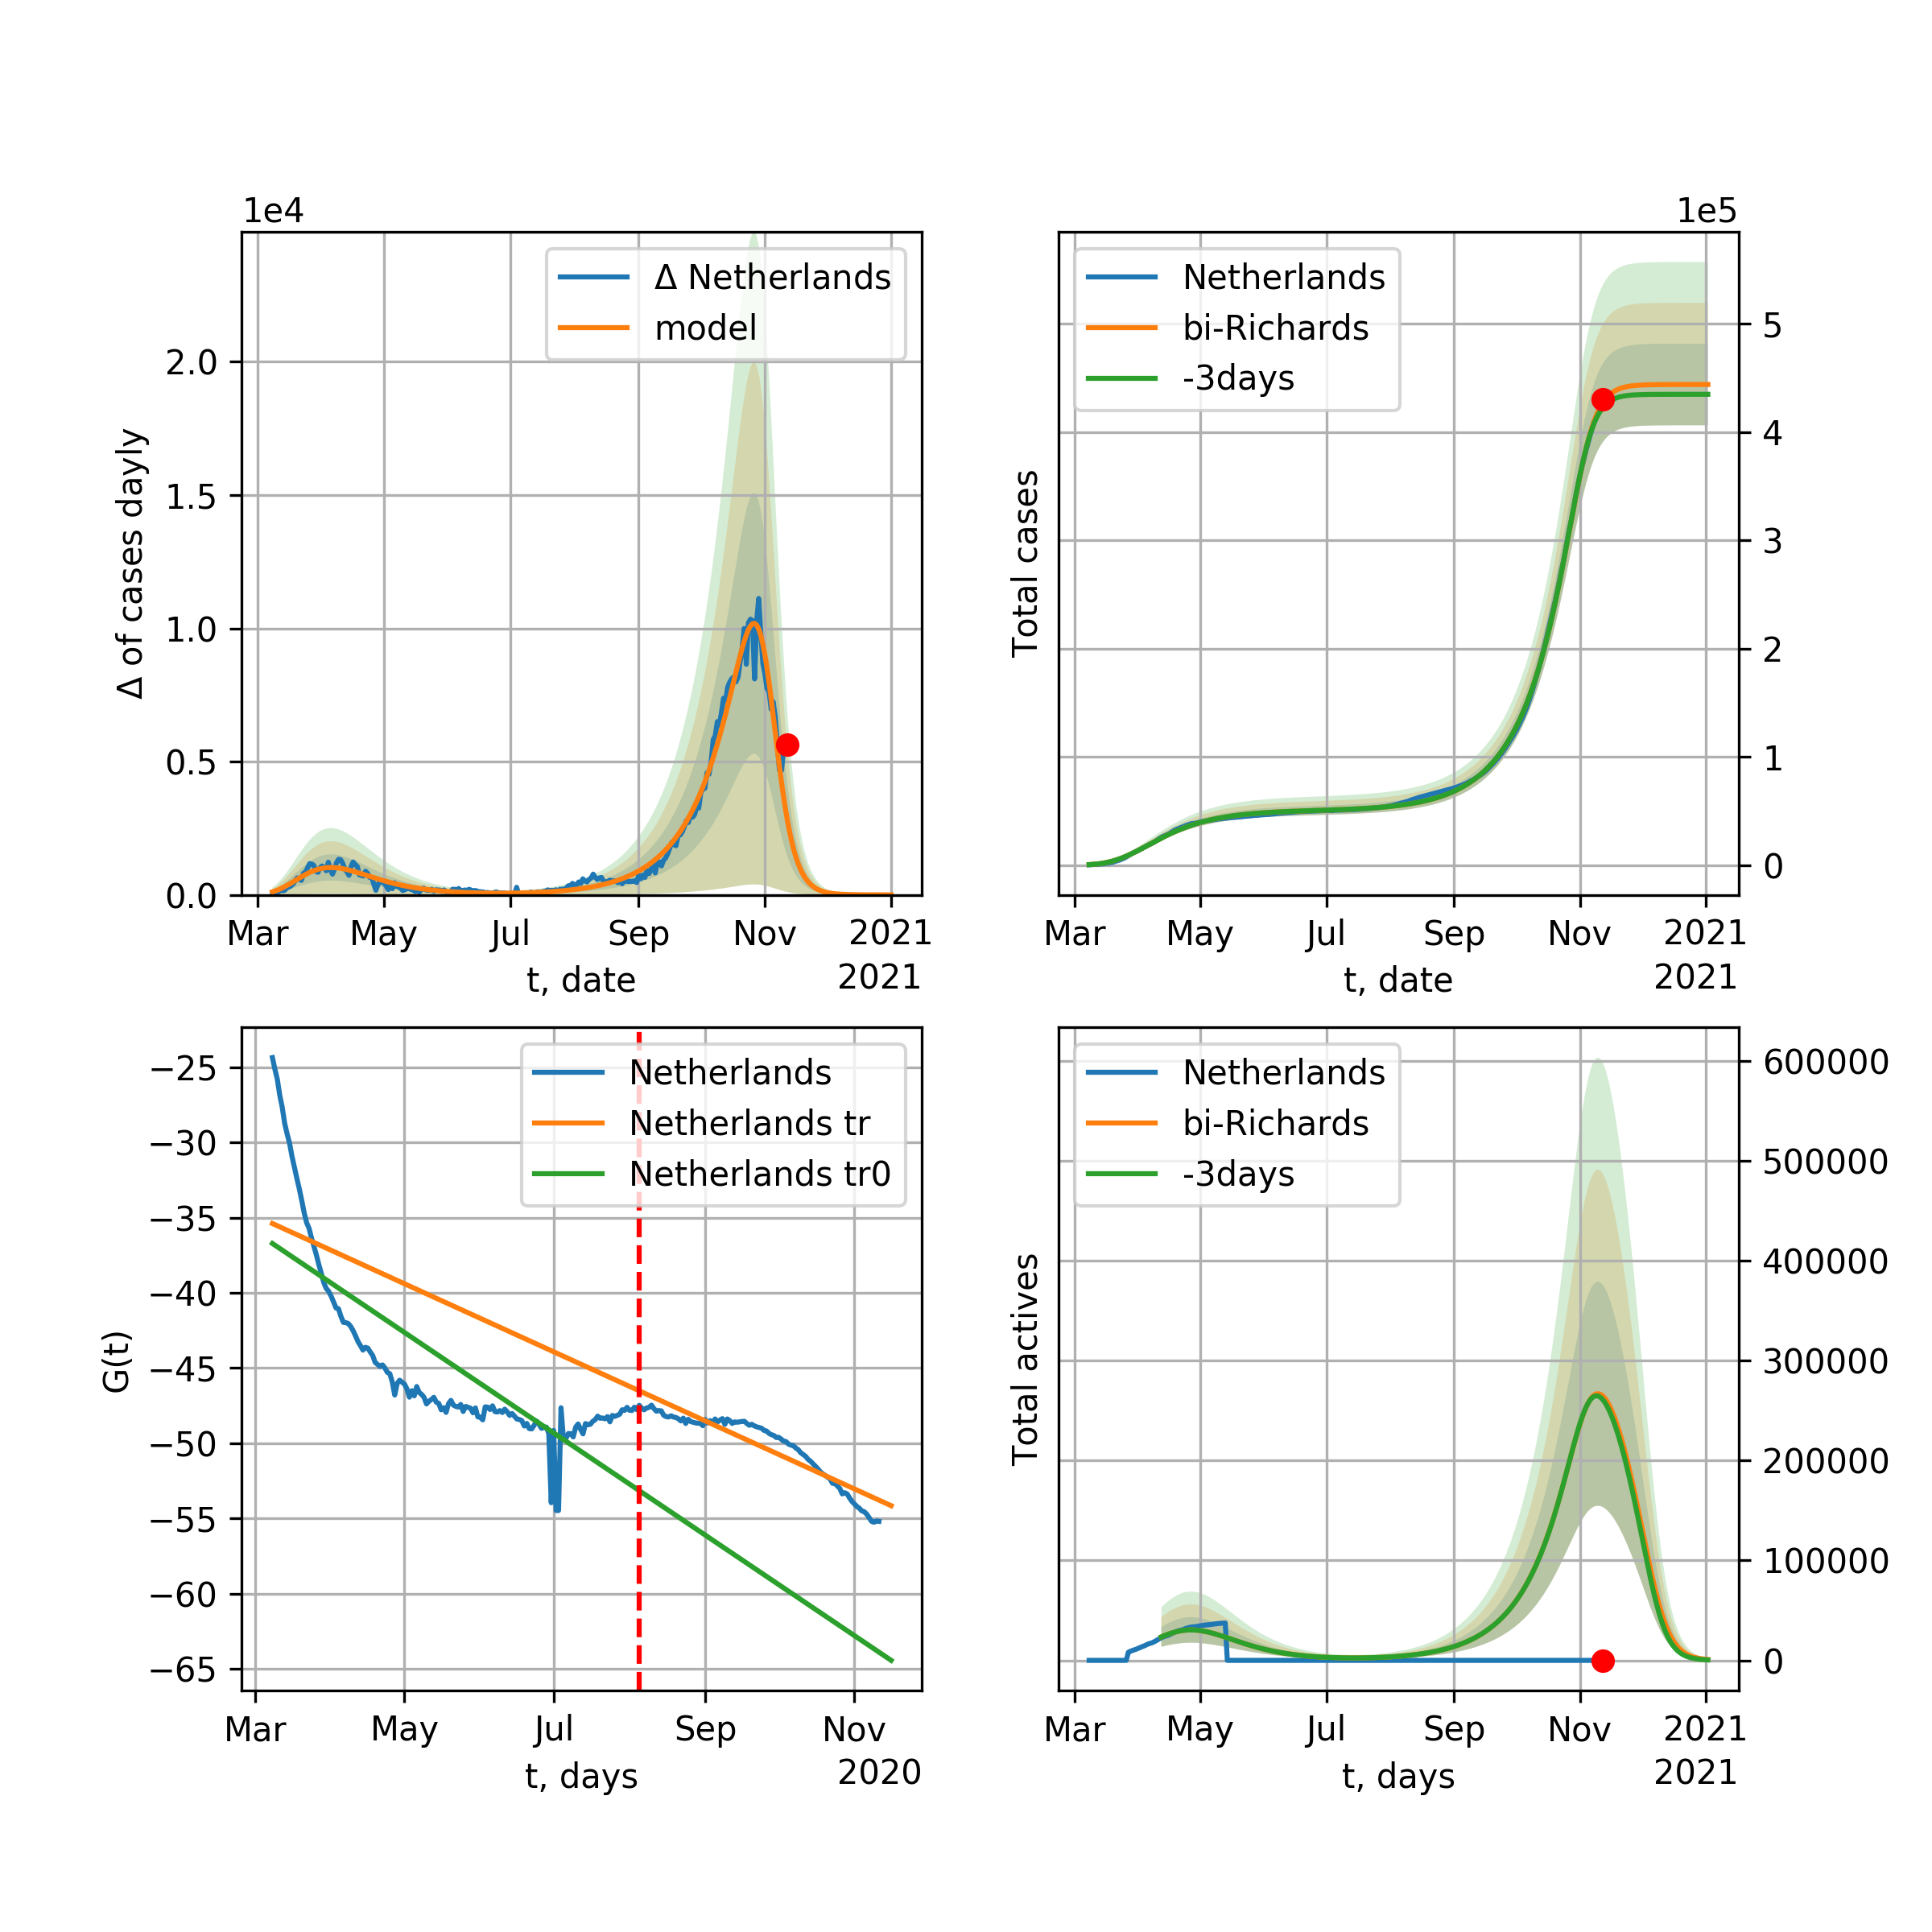 1e4
Δ Netherlands
model
2.0
1.5
1.0
0.5
0.0
Δ of cases dayly
Mar May Jul Sep Nov 2021
t, date 2021
1e5
Netherlands
bi-Richards
-3days
5
4
3
2
1
0
Total cases
Mar May Jul Sep Nov 2021
t, date 2021
Netherlands
Netherlands tr
Netherlands tr0
−25
−30
−35
−40
−45
−50
−55
−60
−65
G(t)
Mar May Jul Sep Nov
t, days 2020
Netherlands
bi-Richards
-3days
600000
500000
400000
300000
200000
100000
0
Total actives
Mar May Jul Sep Nov 2021
t, days 2021